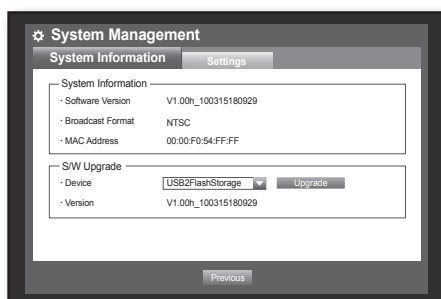 System Management
System Information
Settings
System Information
· Software Version V1.00h_100315180929
· Broadcast Format NTSC
· MAC Address 00:00:F0:54:FF:FF
S/W Upgrade
· Device USB2FlashStorage Upgrade
· Version V1.00h_100315180929
Previous